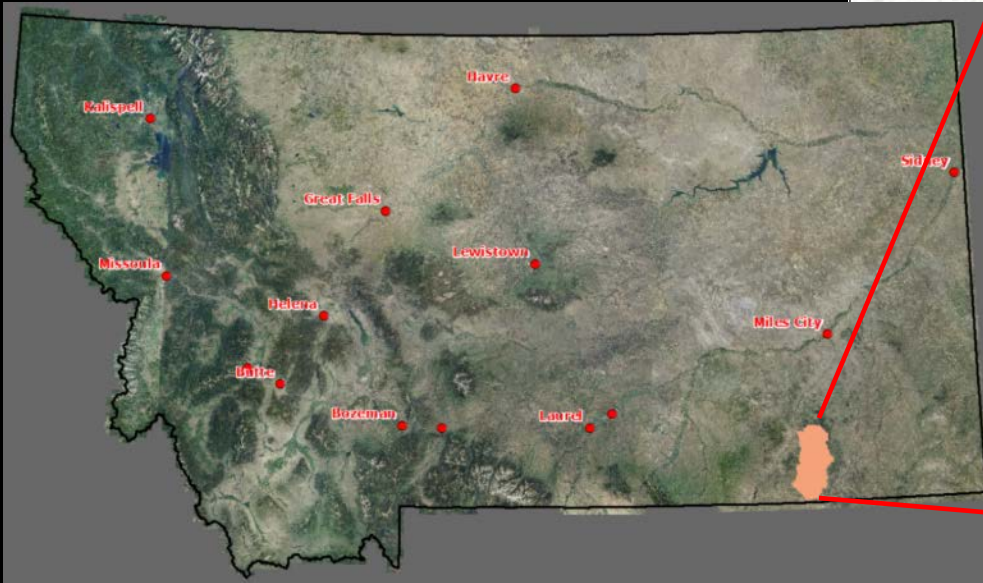 Havre
Kalispell
Sidney
Great Falls
Lewistown
Missoula
Helena
Miles City
Butte
Bozeman
Laurel